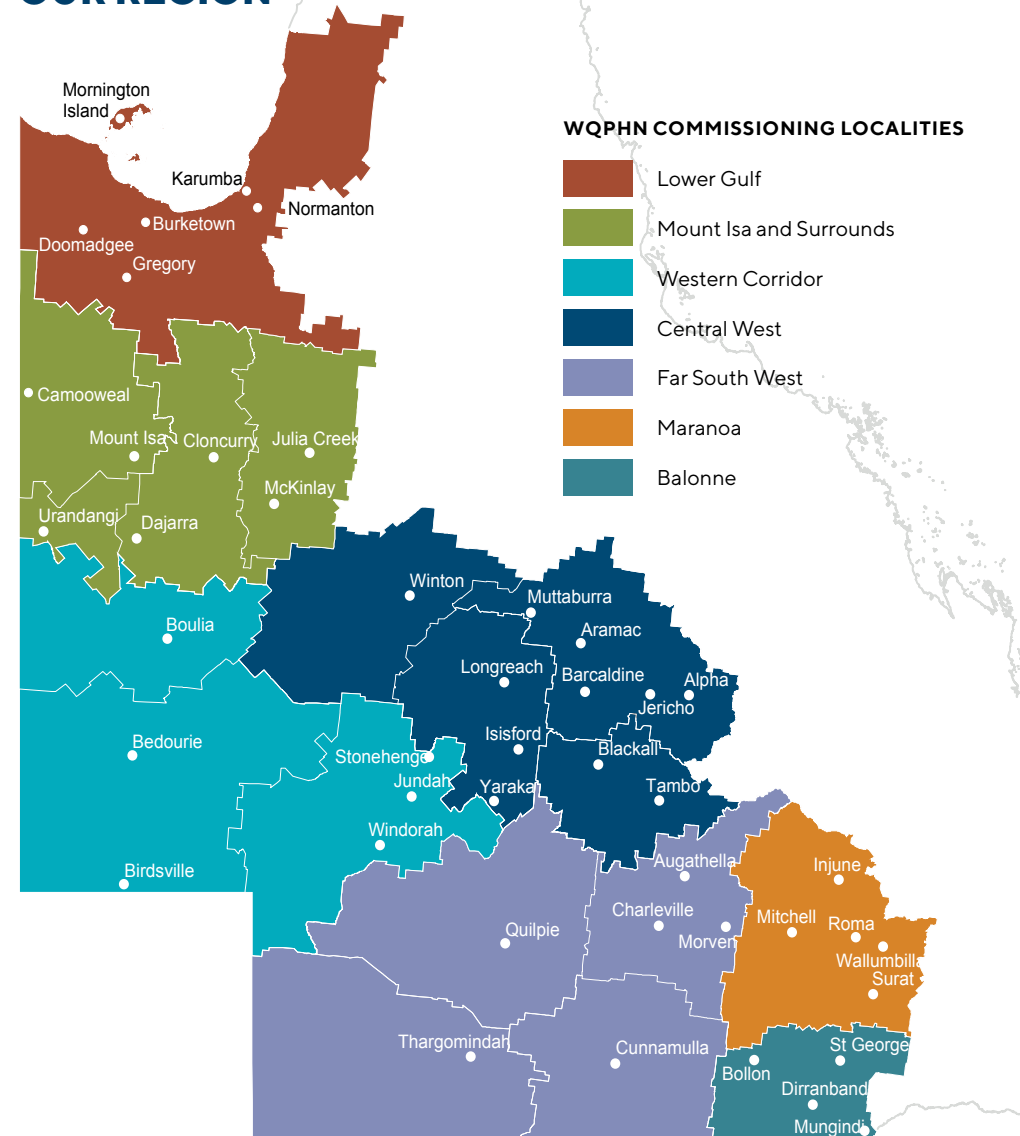 OUR REGION
Mornington
Island
Karumba
Normanton
Burketown
Doomadgee
Gregory
WQPHN COMMISSIONING LOCALITIES
Lower Gulf
Mount Isa and Surrounds
Western Corridor
Central West
Far South West
Maranoa
Balonne
Camooweal
Mount Isa
Cloncurry
Julia Creek
McKinlay
Urandangi
Dajarra
Winton
Muttaburra
Boulia
Aramac
Longreach
Barcaldine
Alpha
Jericho
Bedourie
Isisford
Stonehenge
Blackall
Jundah
Yaraka
Tambo
Windorah
Birdsville
Augathella
Injune
Charleville
Mitchell
Roma
Quilpie
Morven
Wallumbilla
Surat
Thargomindah
Cunnamulla
St George
Bollon
Dirranband
Mungindi